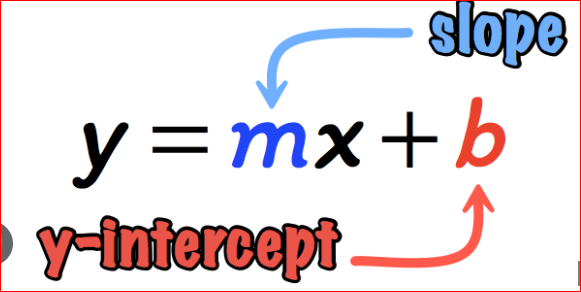 slope
y = mx + b
y-intercept